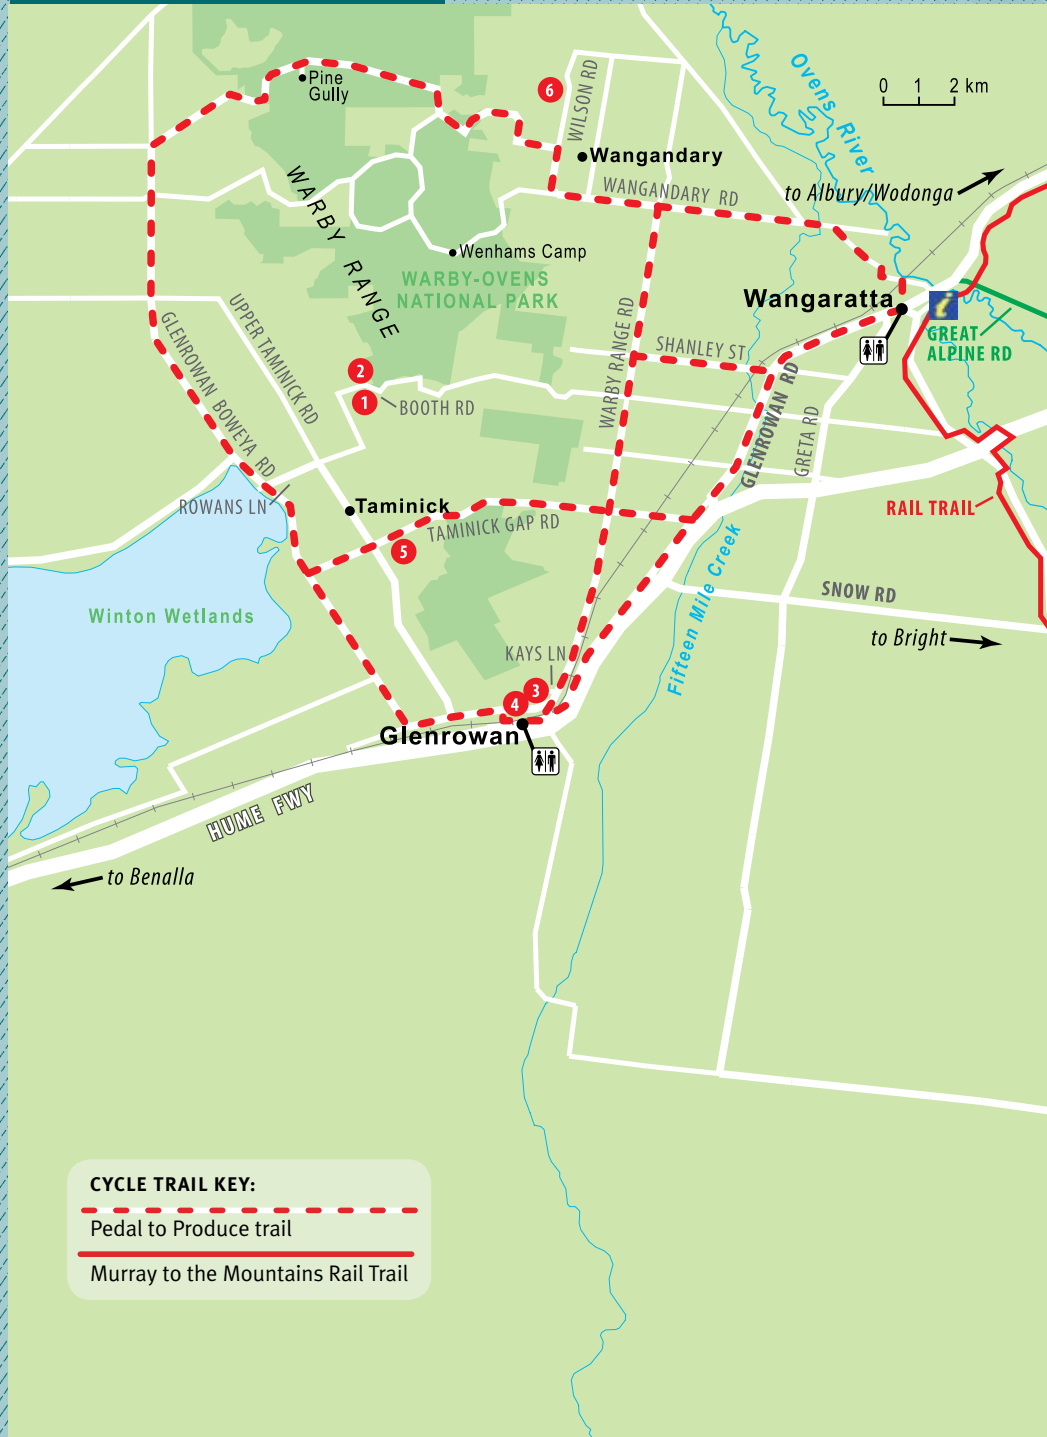 Pine
Gully
6
WILSON RD
Ovens River
0 1 2 km
Wangandary
WANGANDARY RD
to Albury/Wodonga
WARBY RANGE
Wenhams Camp
WARBY-OVENS
NATIONAL PARK
Wangaratta
i
GREAT
ALPINE RD
UPPER TAMINICK RD
GLENROWAN BOWEYA RD
WARBY RANGE RD
SHANLEY ST
2
1
BOOTH RD
GLENROWAN RD
GRETA RD
ROWANS LN
Taminick
TAMINICK GAP RD
5
RAIL TRAIL
Fifteen Mile Creek
SNOW RD
Winton Wetlands
to Bright
KAYS LN
3
4
Glenrowan
HUME FWY
to Benalla
CYCLE TRAIL KEY:
Pedal to Produce trail
Murray to the Mountains Rail Trail